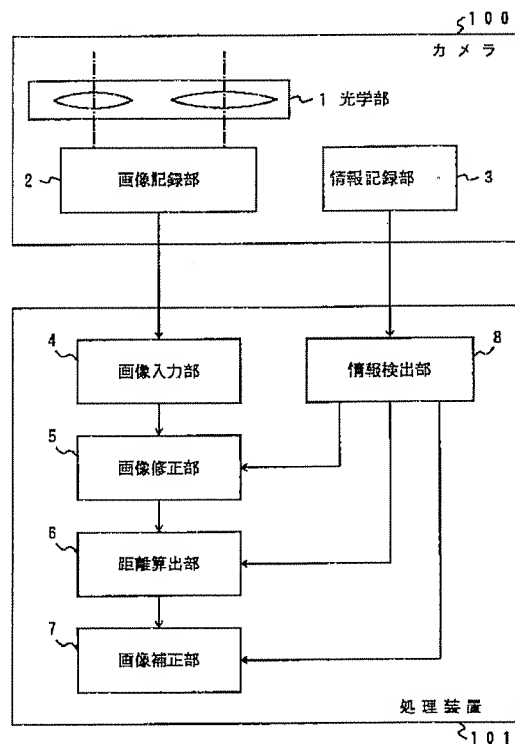 100
カメラ
1 光学部
2
画像記録部
情報記録部
3
4
画像入力部
8
情報検出部
5
画像修正部
6
距離算出部
7
画像補正部
処理装置
101